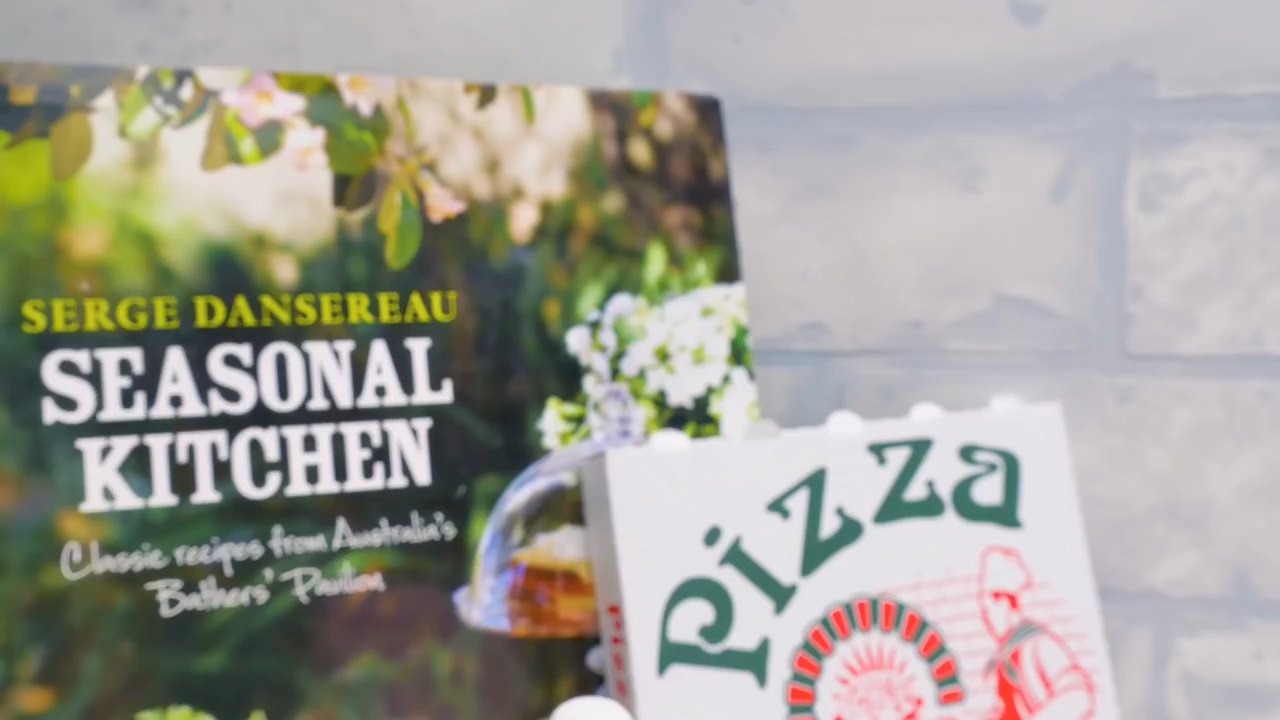 SERGE DANSEREAU
SEASONAL
KITCHEN
Classic recipes from Australia's
Bathers' Pavilion
Pizza